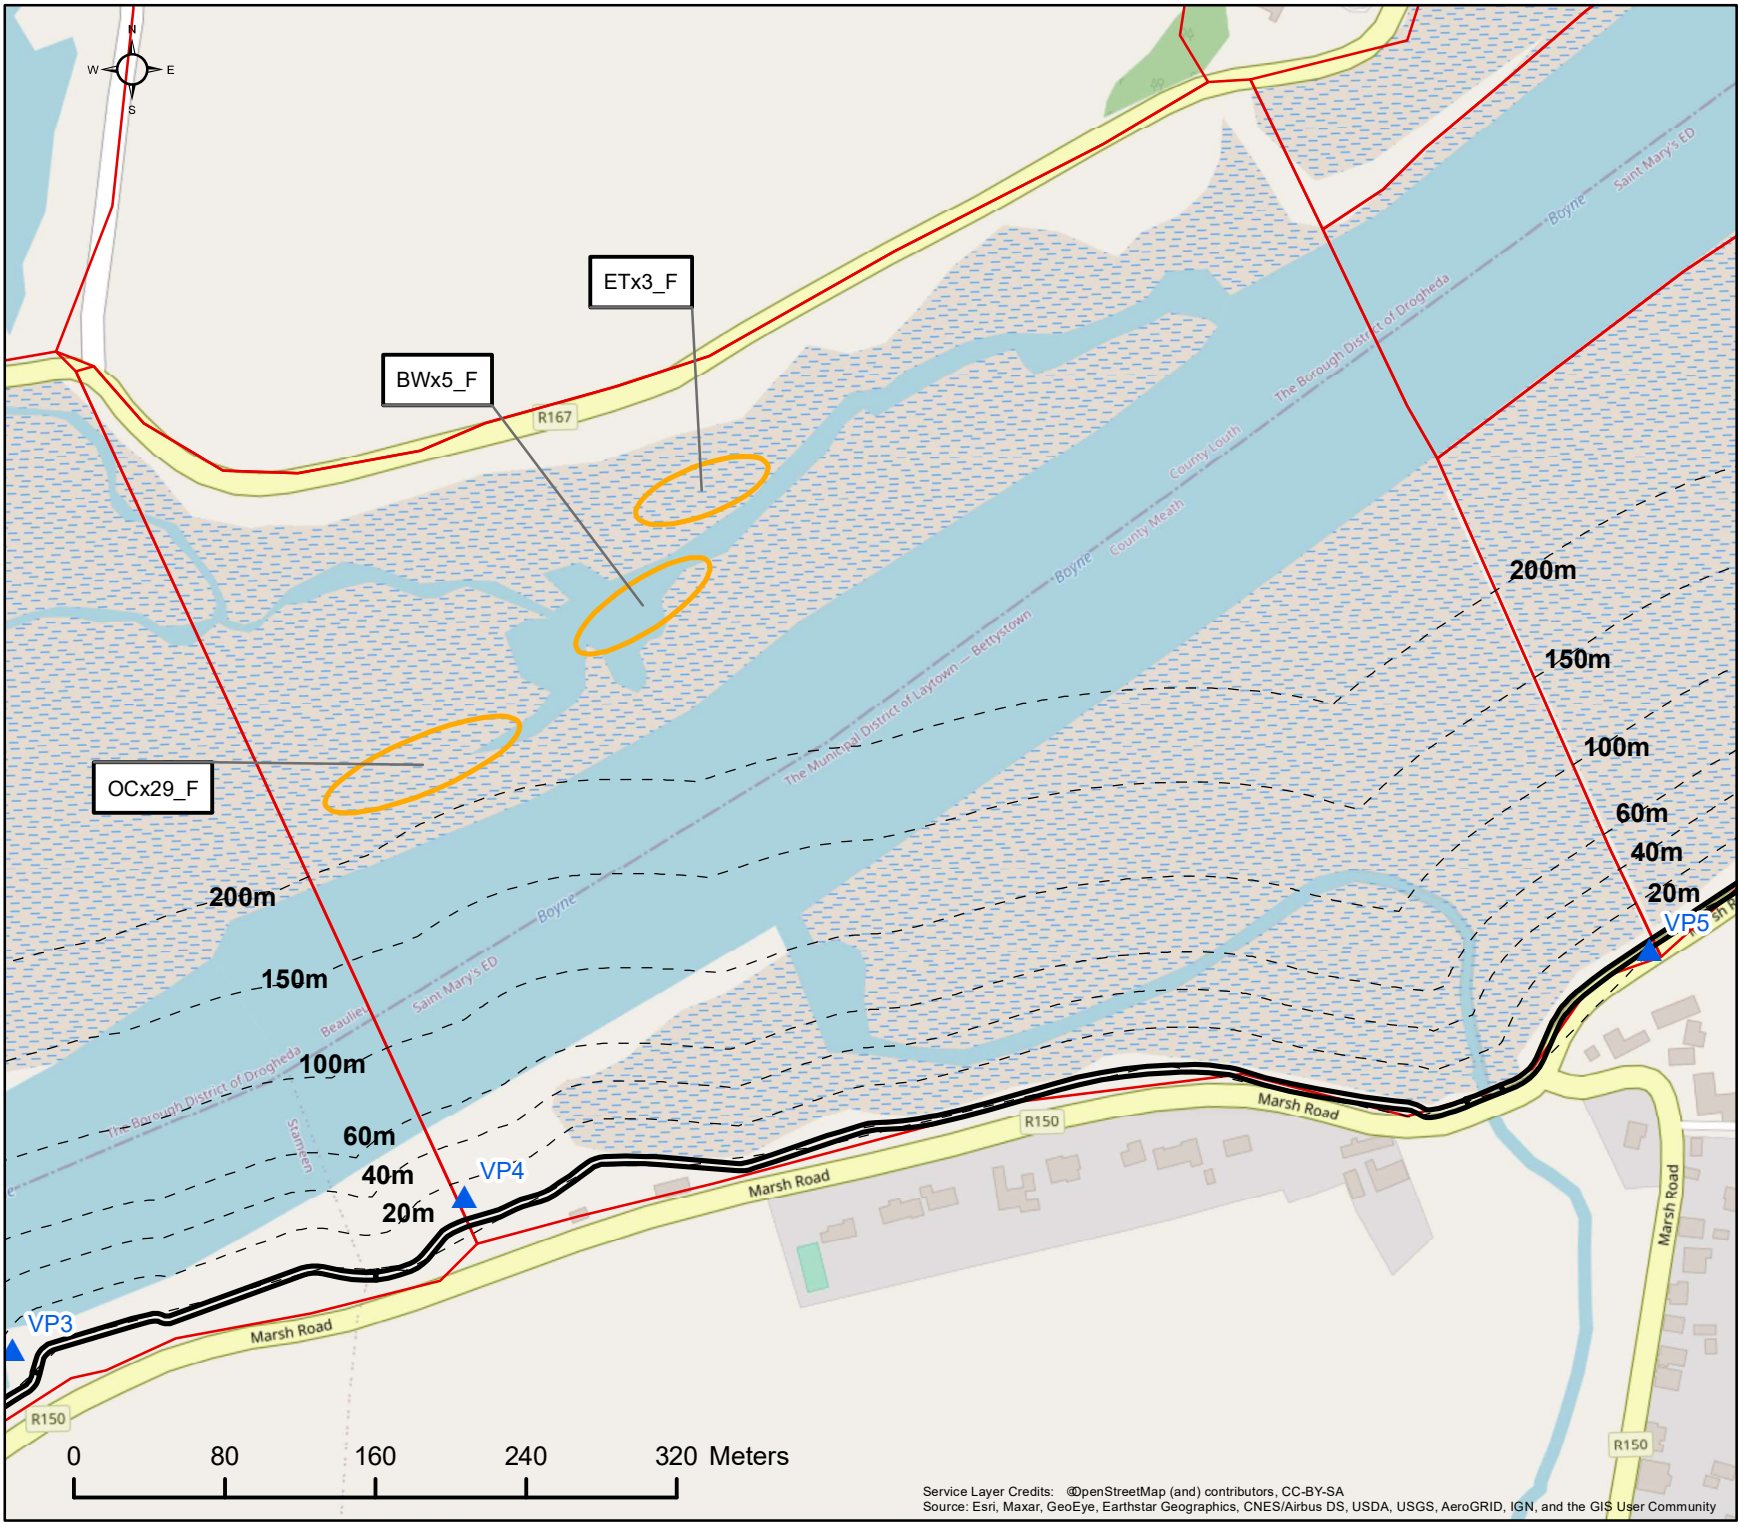 N
W E
S
Saint Mary's ED
Boyne
ETx3_F
The Borough District of Drogheda
BWx5_F
R167
County Louth
County Meath
Boyne
200m
The Municipal District of Laytown — Bettystown
150m
100m
OCx29_F
60m
40m
20m
200m
VP5
Boyne
150m
Saint Mary's ED
Beaulieu
100m
The Borough District of Drogheda
60m
Stameen
40m
VP4
20m
R150
Marsh Road
Marsh Road
Marsh Road
VP3
Marsh Road
R150
R150
0 80 160 240 320 Meters
Service Layer Credits: ©OpenStreetMap (and) contributors, CC-BY-SA
Source: Esri, Maxar, GeoEye, Earthstar Geographics, CNES/Airbus DS, USDA, USGS, AeroGRID, IGN, and the GIS User Community